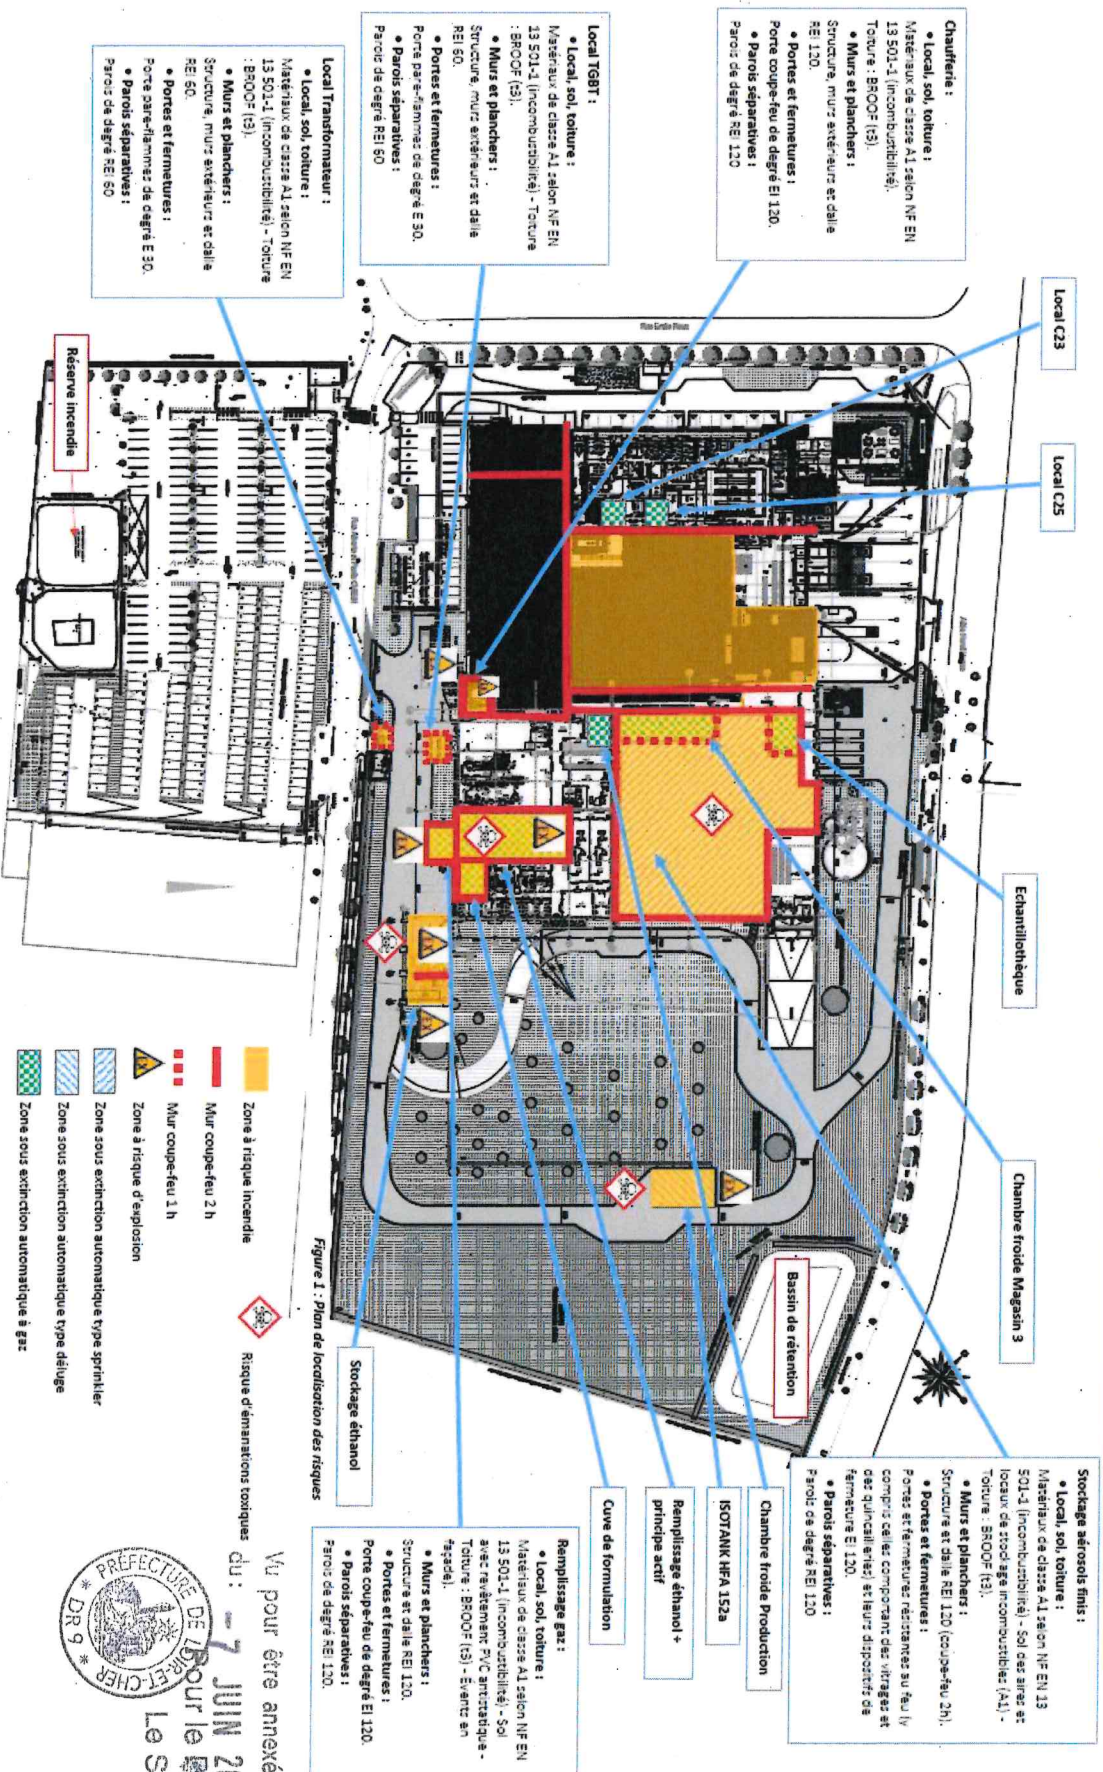 Chaufferie :
• Local, sol, toiture :
Matériaux de classe A1 selon NF EN
13 501-1 (incombustibilité).
Toiture : BROOF (t3).
• Murs et planchers :
Structure, murs extérieurs et dalle
REI 120.
• Portes et fermetures :
Porte coupe-feu de degré EI 120.
• Parois séparatives :
Parois de degré REI 120
Local TGBT :
• Local, sol, toiture :
Matériaux de classe A1 selon NF EN
13 501-1 (incombustibilité) - Toiture
: BROOF (t3).
• Murs et planchers :
Structure, murs extérieurs et dalle
REI 60.
• Portes et fermetures :
Porte pare-flammes de degré E 30.
• Parois séparatives :
Parois de degré REI 60
Local Transformateur :
• Local, sol, toiture :
Matériaux de classe A1 selon NF EN
13 501-1 (incombustibilité) - Toiture
: BROOF (t3).
• Murs et planchers :
Structure, murs extérieurs et dalle
REI 60.
• Portes et fermetures :
Porte pare-flammes de degré E 30.
• Parois séparatives :
Parois de degré REI 60
Local C23
Local C25
Echantillothèque
Chambre froide Magasin 3
Réserve incendie
Bassin de rétention
Stockage aérosols finis :
• Local, sol, toiture :
Matériaux de classe A1 selon NF EN 13
501-1 (incombustibilité) - Sol des aires et
locaux de stockage incombustibles (A1) -
Toiture : BROOF (t3).
• Murs et planchers :
Structure et dalle REI 120 (coupe-feu 2h).
• Portes et fermetures :
Portes et fermetures résistantes au feu (y
compris celles comportant des vitrages et
des quincailleries) et leurs dispositifs de
fermeture EI 120.
• Parois séparatives :
Parois de degré REI 120
Chambre froide Production
ISOTANK HFA 152a
Remplissage éthanol +
principe actif
Cuve de formulation
Remplissage gaz :
• Local, sol, toiture :
Matériaux de classe A1 selon NF EN
13 501-1 (incombustibilité) - Sol
avec revêtement PVC antistatique -
Toiture : BROOF (t3) - Évents en
façade).
• Murs et planchers :
Structure et dalle REI 120.
• Portes et fermetures :
Porte coupe-feu de degré EI 120.
• Parois séparatives :
Parois de degré REI 120.
Stockage éthanol
Figure 1 : Plan de localisation des risques
Zone à risque incendie
Mur coupe-feu 2 h
Mur coupe-feu 1 h
Zone à risque d'explosion
Zone sous extinction automatique type sprinkler
Zone sous extinction automatique type déluge
Zone sous extinction automatique à gaz
Risque d'émanations toxiques
Vu pour être annexé
du : - 7 JUIN 2
Pour le
Le S
PRÉFECTURE DE LOIR-ET-CHER
* DR 9 *